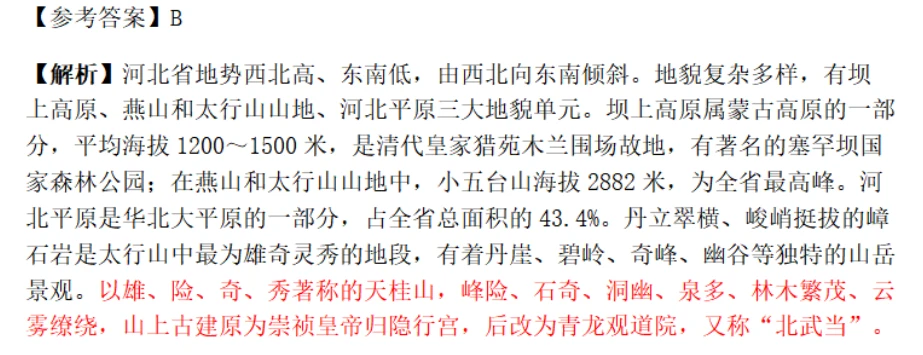 【参考答案】B
【解析】河北省地势西北高、东南低，由西北向东南倾斜。地貌复杂多样，有坝
上高原、燕山和太行山山地、河北平原三大地貌单元。坝上高原属蒙古高原的一部
分，平均海拔 1200～1500 米，是清代皇家猎苑木兰围场故地，有著名的塞罕坝国
家森林公园；在燕山和太行山山地中，小五台山海拔 2882 米，为全省最高峰。河
北平原是华北大平原的一部分，占全省总面积的 43.4%。丹立翠横、峻峭挺拔的嶂
石岩是太行山中最为雄奇灵秀的地段，有着丹崖、碧岭、奇峰、幽谷等独特的山岳
景观。以雄、险、奇、秀著称的天桂山，峰险、石奇、洞幽、泉多、林木繁茂、云
雾缭绕，山上古建原为崇祯皇帝归隐行宫，后改为青龙观道院，又称“北武当”。